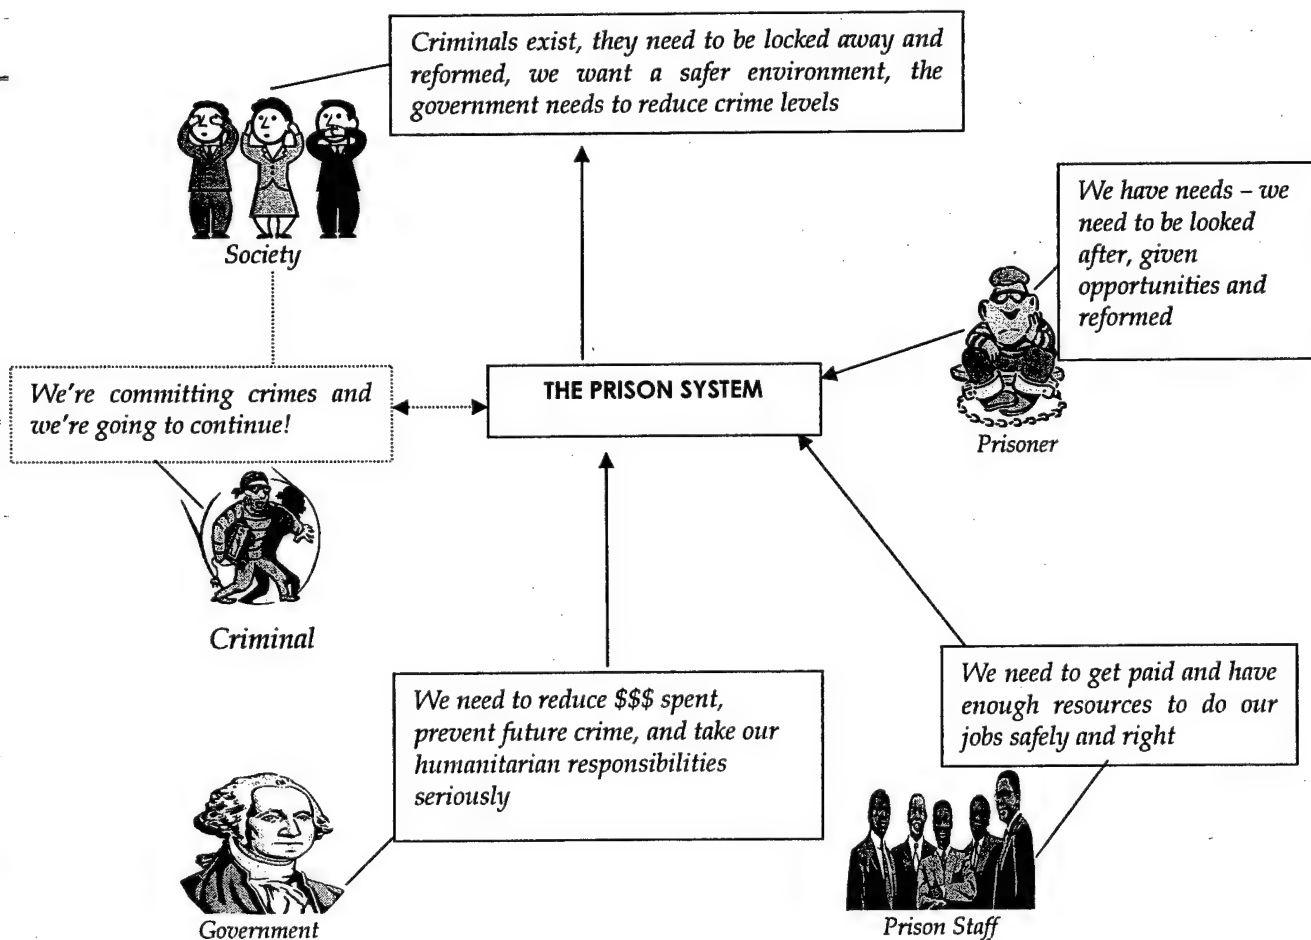 Criminals exist, they need to be locked away and
reformed, we want a safer environment, the
government needs to reduce crime levels
Society
We have needs – we
need to be looked
after, given
opportunities and
reformed
Prisoner
We're committing crimes and
we're going to continue!
THE PRISON SYSTEM
Criminal
We need to reduce $$$ spent,
prevent future crime, and take our
humanitarian responsibilities
seriously
Government
We need to get paid and have
enough resources to do our
jobs safely and right
Prison Staff